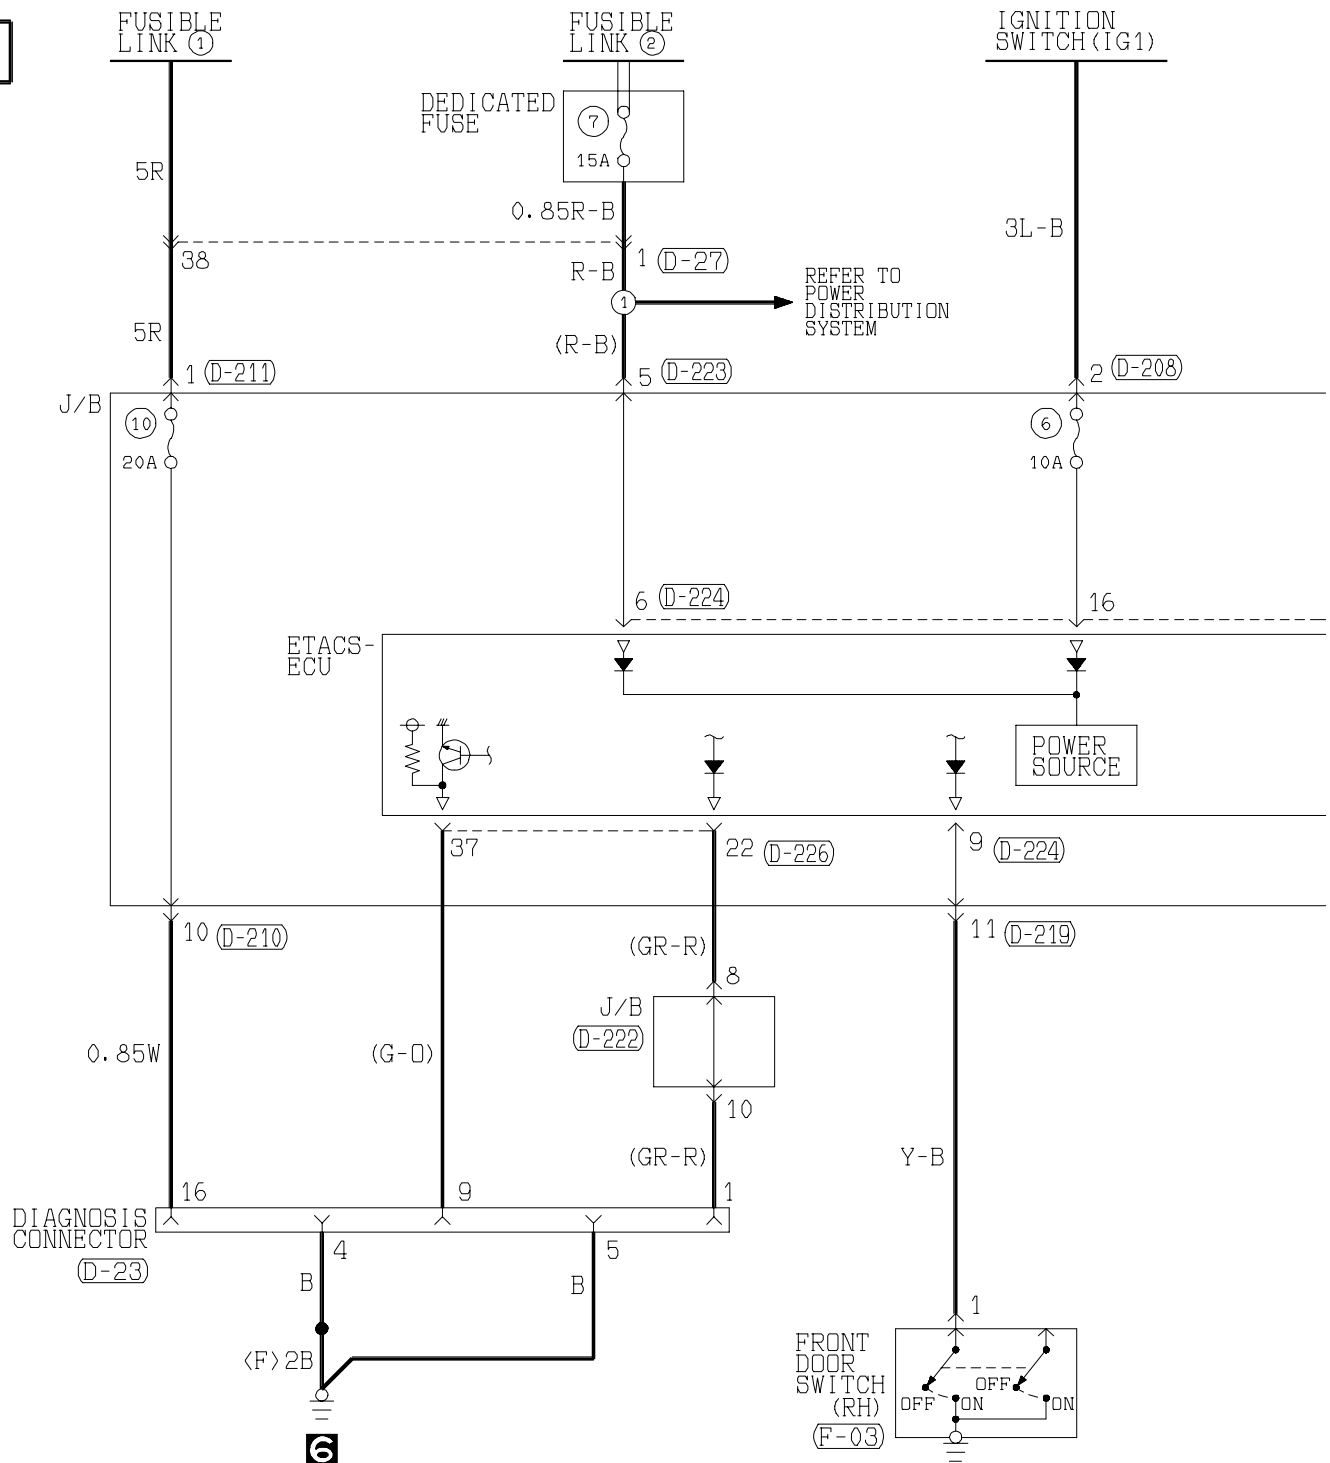 FUSIBLE
LINK ①
FUSIBLE
LINK ②
IGNITION
SWITCH(IG1)
DEDICATED
FUSE
7
15A
5R
0.85R-B
3L-B
38
1 D-27
R-B
REFER TO
POWER
DISTRIBUTION
SYSTEM
1
5R
(R-B)
1 D-211
5 D-223
2 D-208
J/B
10
20A
6
10A
6 D-224
16
ETACS-
ECU
POWER
SOURCE
37
22 D-226
9 D-224
10 D-210
11 D-219
(GR-R)
8
J/B
D-222
0.85W
(G-O)
10
(GR-R)
Y-B
16
9
1
DIAGNOSIS
CONNECTOR
D-23
4
5
B
B
<F>2B
6
1
FRONT
DOOR
SWITCH
(RH)
F-03
OFF
ON
OFF
ON